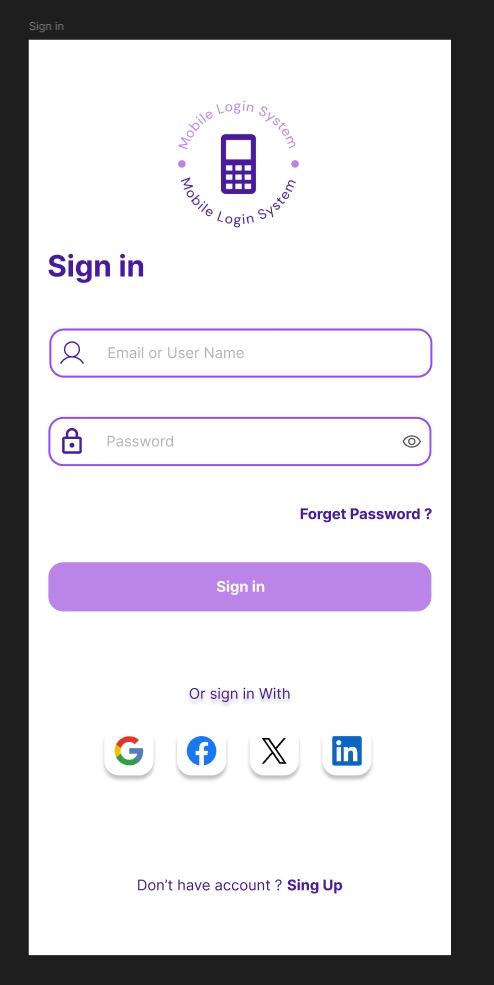 Sign in
Mobile Login System
Mobile Login System
Sign in
Email or User Name
Password
Forget Password ?
Sign in
Or sign in With
G
f
X
in
Don't have account ? Sing Up